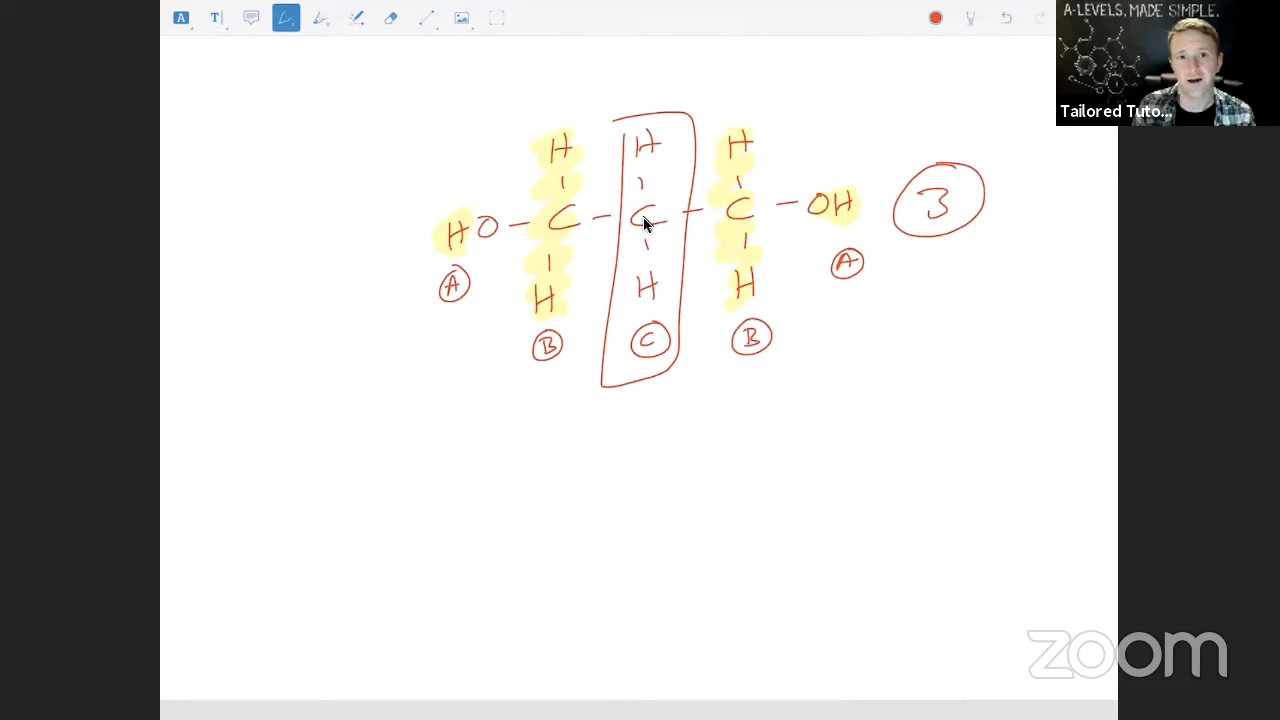 A-LEVELS. MADE SIMPLE.
Tailored Tuto...
H H H
HO - C - C - C - OH
H H H
3
A B C B A
zoom